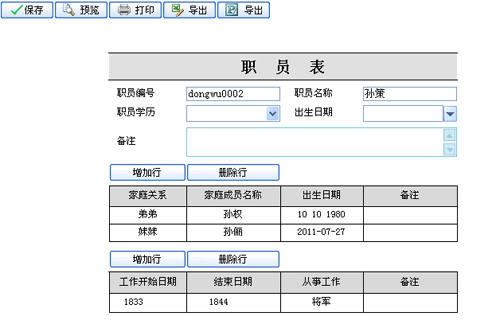 保存 预览 打印 导出 导出
职 员 表
职员编号 dongwu0002 职员名称 孙策
职员学历 出生日期
备注
增加行 删除行
家庭关系 家庭成员名称 出生日期 备注
弟弟 孙权 10 10 1980
妹妹 孙俪 2011-07-27
增加行 删除行
工作开始日期 结束日期 从事工作 备注
1833 1844 将军